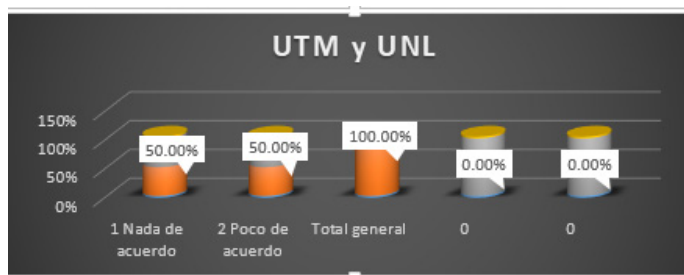 UTM y UNL
150%
100%
50%
0%
50.00%
50.00%
100.00%
0.00%
0.00%
1 Nada de acuerdo
2 Poco de acuerdo
Total general
0
0